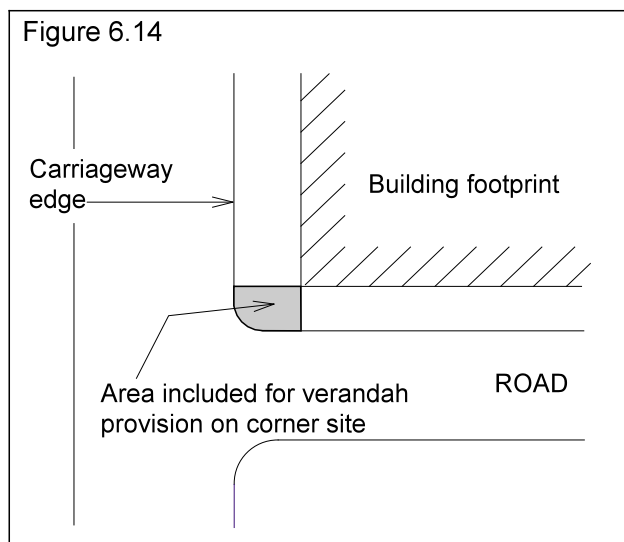 Figure 6.14
Carriageway
edge
Building footprint
Area included for verandah
provision on corner site
ROAD